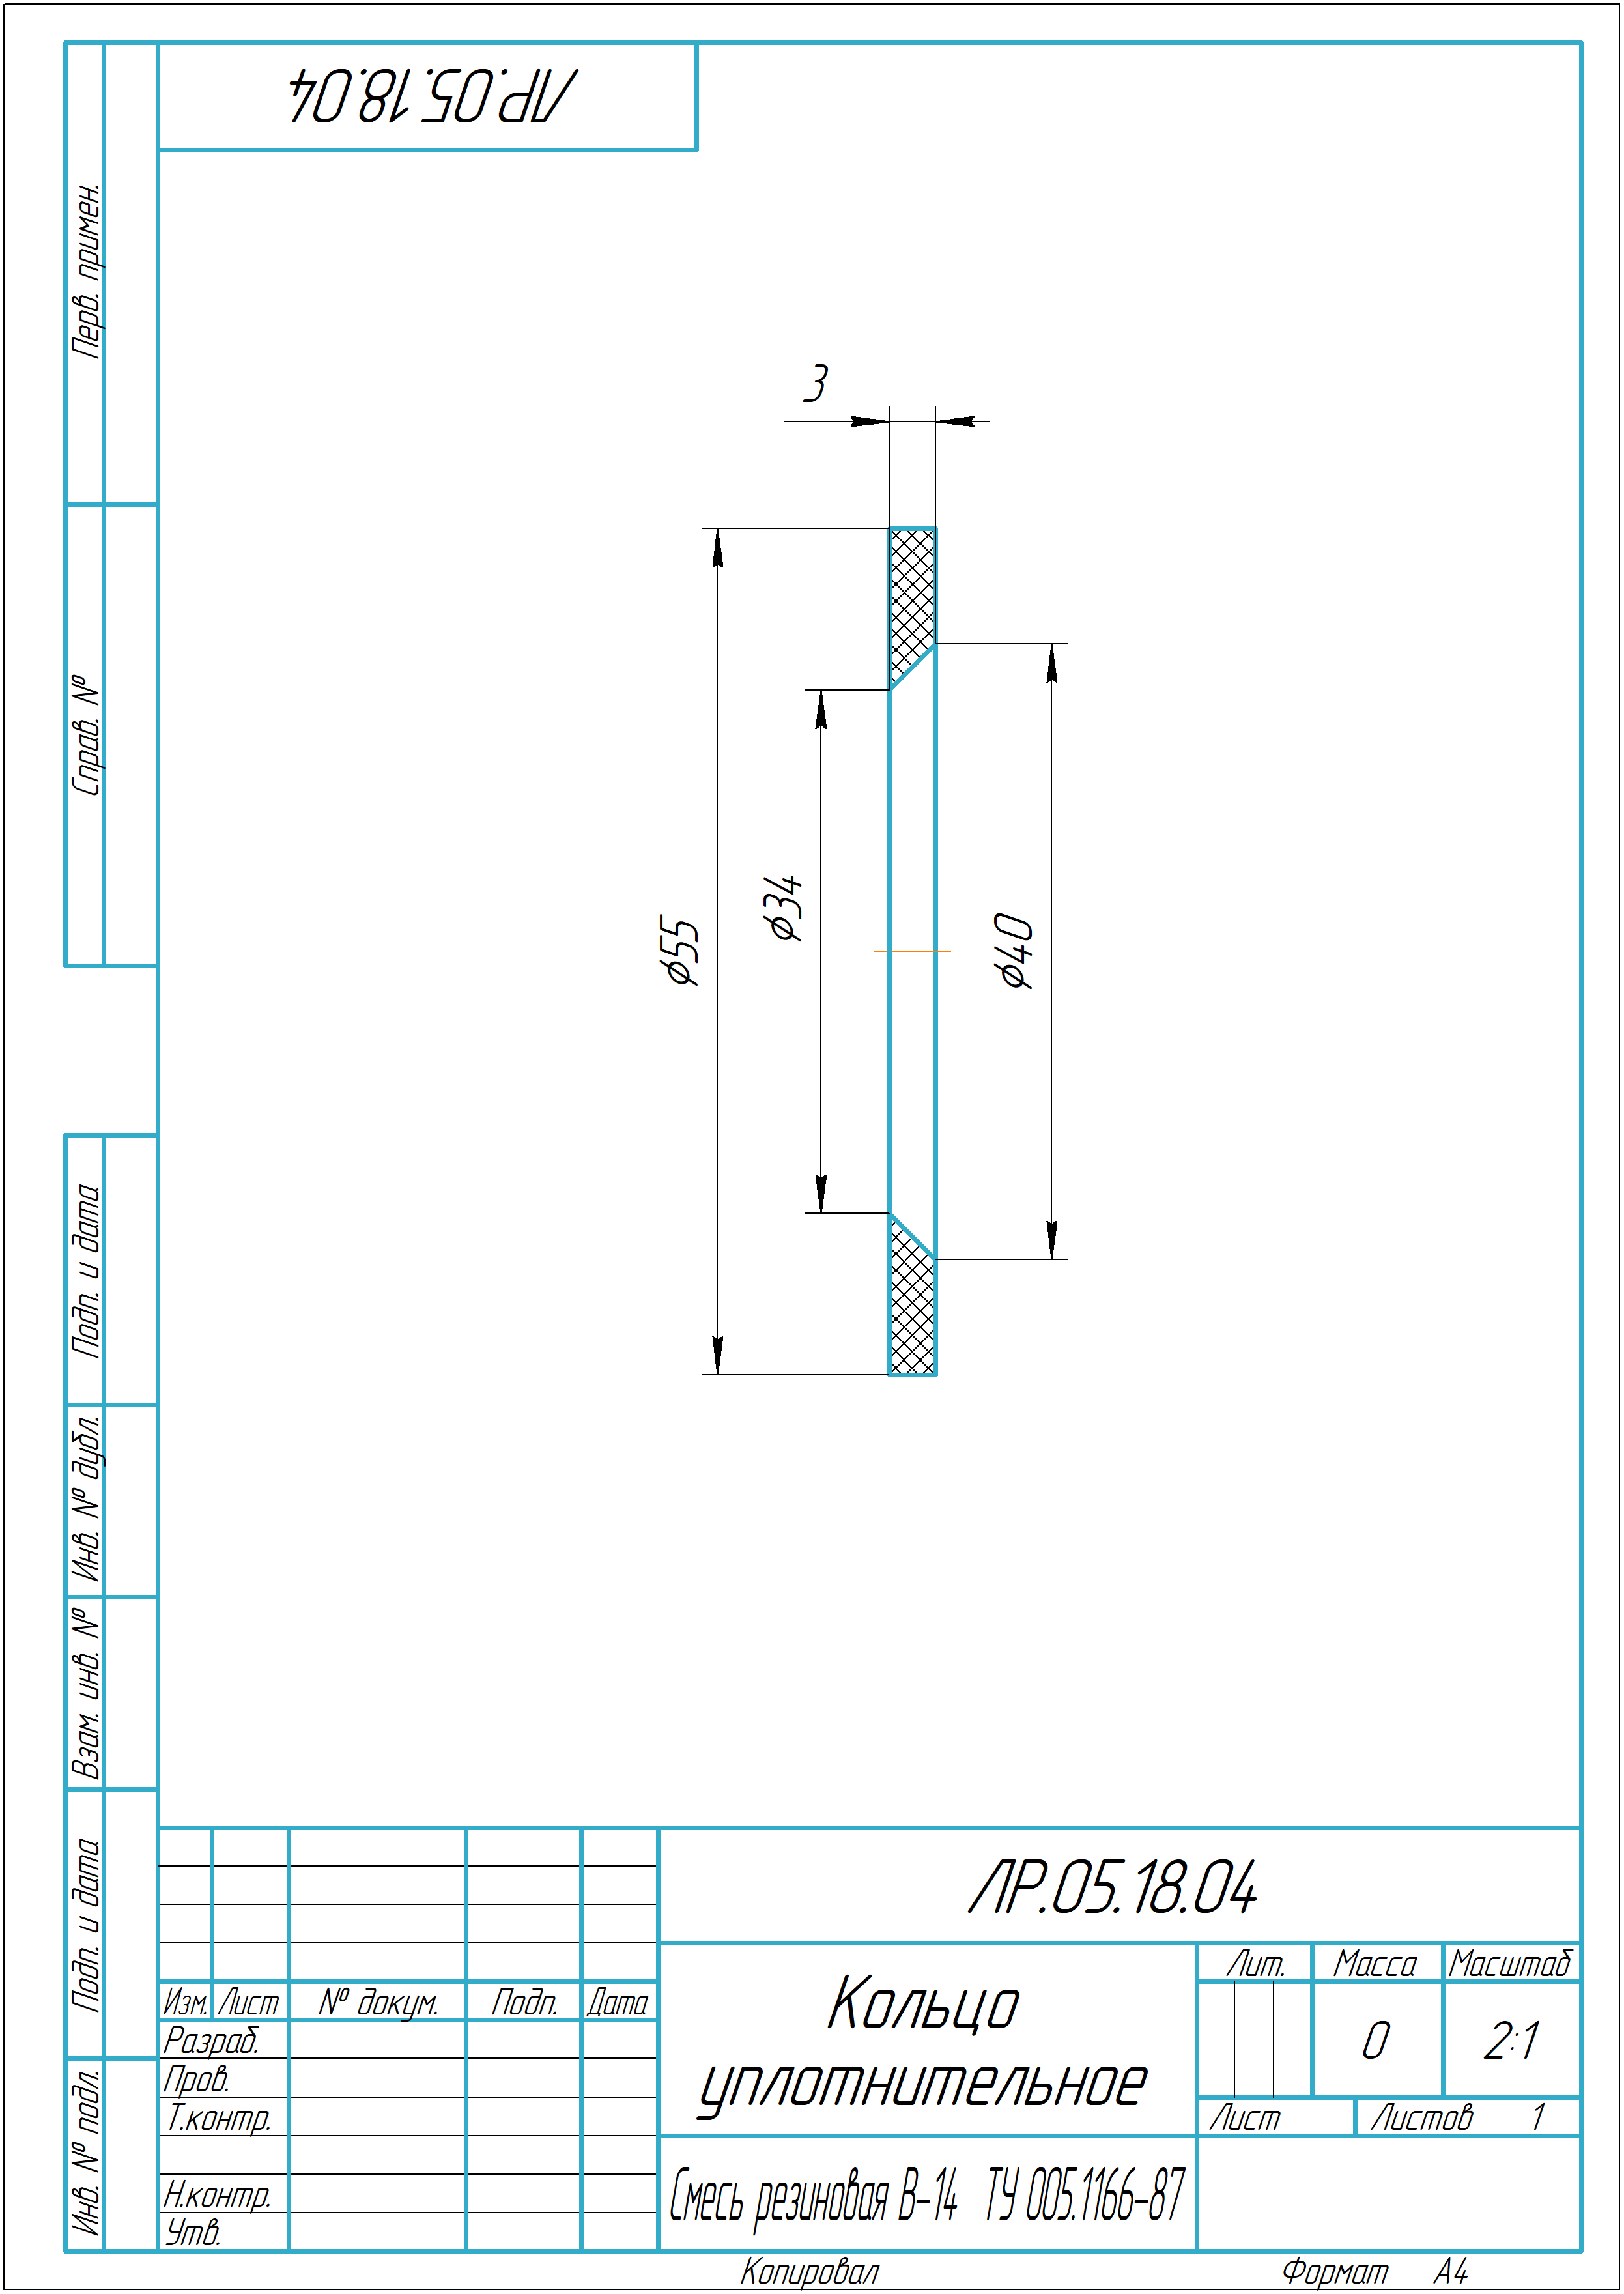 ЛР.05.18.04
Перв. примен.
Справ. №
Подп. и дата
Инв. № дубл.
Взам. инв. №
Подп. и дата
Инв. № подл.
3
⌀55
⌀34
⌀40
ЛР.05.18.04
Изм. Лист № докум. Подп. Дата
Разраб.
Пров.
Т.контр.
Н.контр.
Утв.
Кольцо
уплотнительное
Лит. Масса Масштаб
0 2:1
Лист Листов 1
Смесь резиновая В-14 ТУ 005.1166-87
Копировал Формат А4